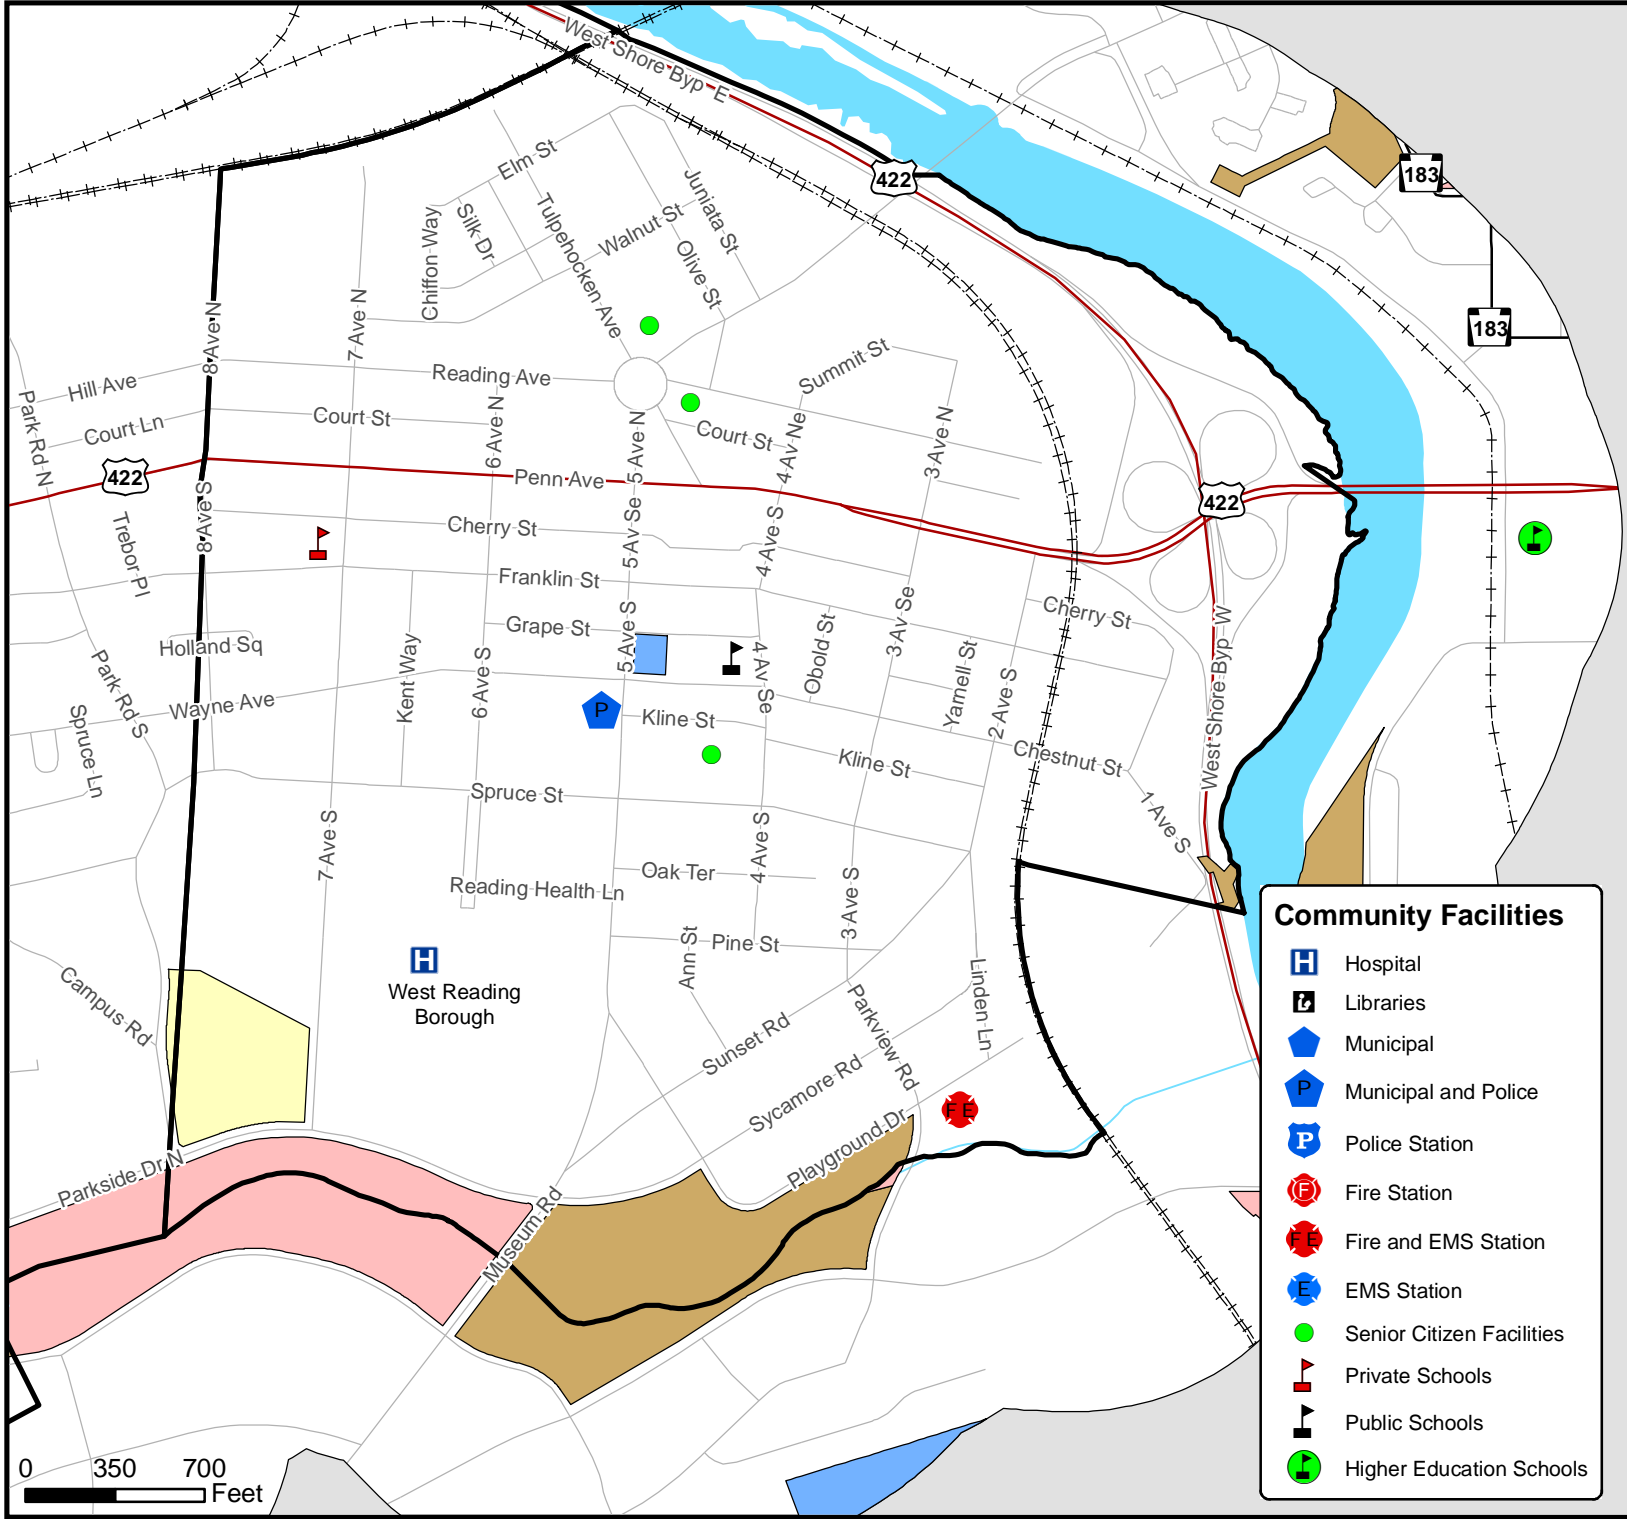 West Shore Byp E
422
183
183
Elm St
Juniata St
Tulpehocken Ave
Silk Dr
Chiffon Way
Walnut St
Olive St
8 Ave N
7 Ave N
Summit St
Hill Ave
Reading Ave
Park Rd N
Court Ln
Court St
6 Ave N
5 Ave N
Court St
4 Av Ne
3 Ave N
422
Penn Ave
422
8 Ave S
Trebor Pl
Cherry St
5 Av Se
4 Ave S
Franklin St
Cherry St
Grape St
5 Ave S
3 Av Se
Obold St
Holland Sq
Kent Way
6 Ave S
4 Av Se
Yarnell St
2 Ave S
West Shore Byp W
Park Rd S
Wayne Ave
P
Kline St
Spruce Ln
Kline St
Chestnut St
Spruce St
1 Ave S
7 Ave S
4 Ave S
Oak Ter
Reading Health Ln
3 Ave S
Pine St
Ann St
H
West Reading
Borough
Campus Rd
Linden Ln
Sunset Rd
Parkview Rd
Sycamore Rd
F E
Playground Dr
Parkside Dr N
Museum Rd
0 350 700
Feet
Community Facilities
H Hospital
Libraries
Municipal
P Municipal and Police
P Police Station
F Fire Station
F E Fire and EMS Station
E EMS Station
Senior Citizen Facilities
Private Schools
Public Schools
Higher Education Schools